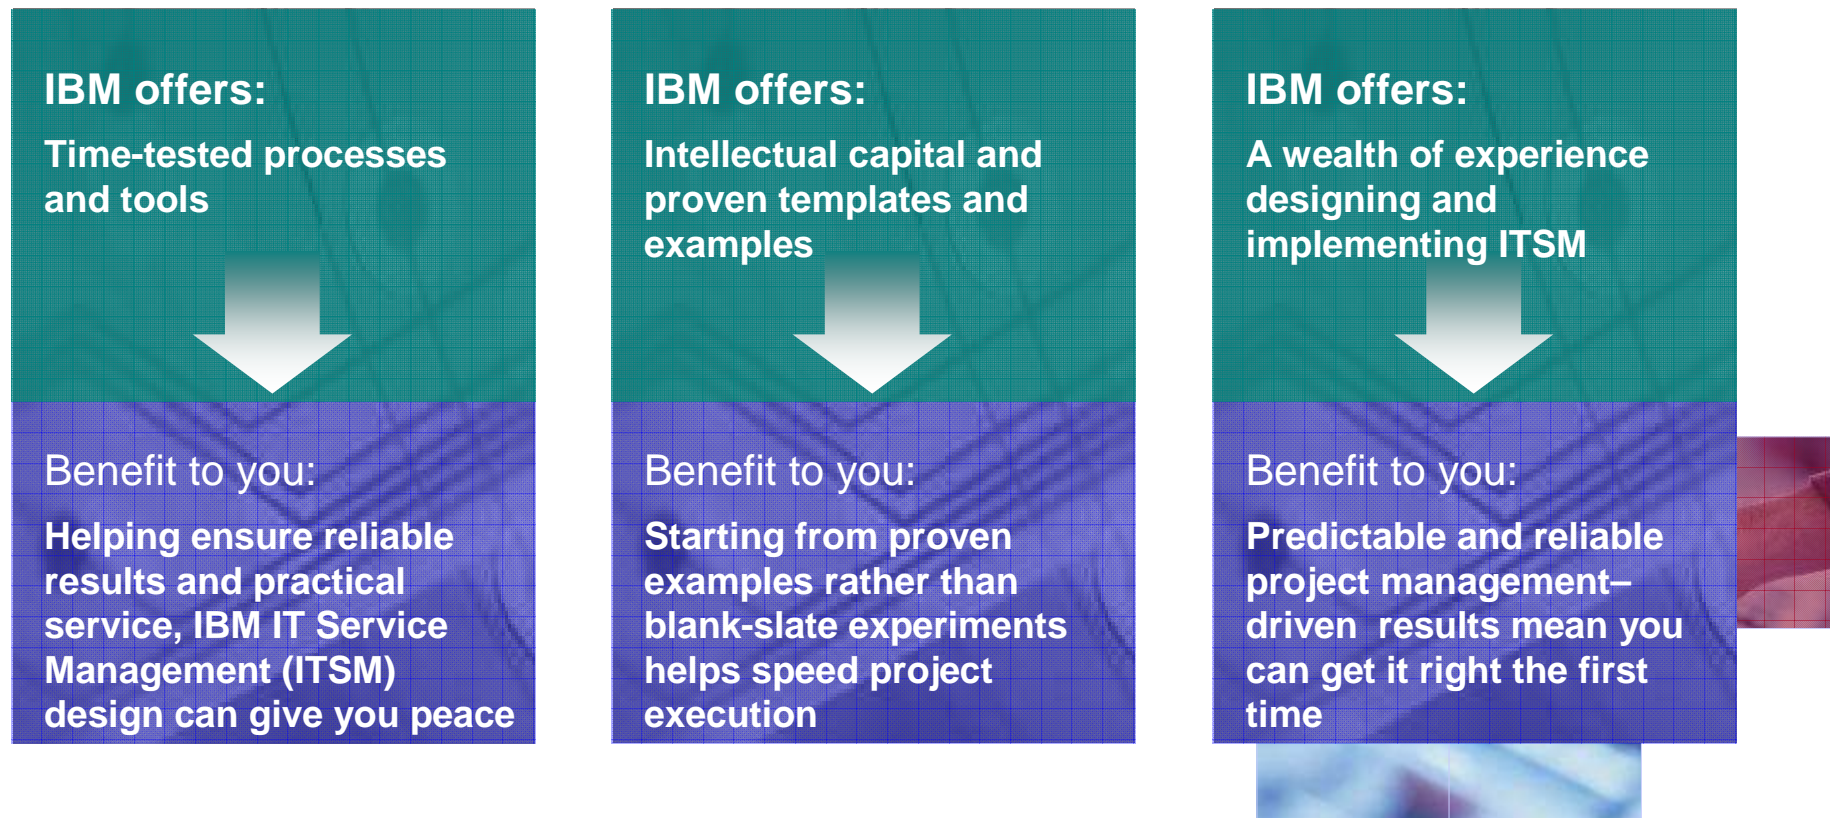 IBM offers:
Time-tested processes
and tools
Benefit to you:
Helping ensure reliable
results and practical
service, IBM IT Service
Management (ITSM)
design can give you peace
IBM offers:
Intellectual capital and
proven templates and
examples
Benefit to you:
Starting from proven
examples rather than
blank-slate experiments
helps speed project
execution
IBM offers:
A wealth of experience
designing and
implementing ITSM
Benefit to you:
Predictable and reliable
project management–
driven  results mean you
can get it right the first
time